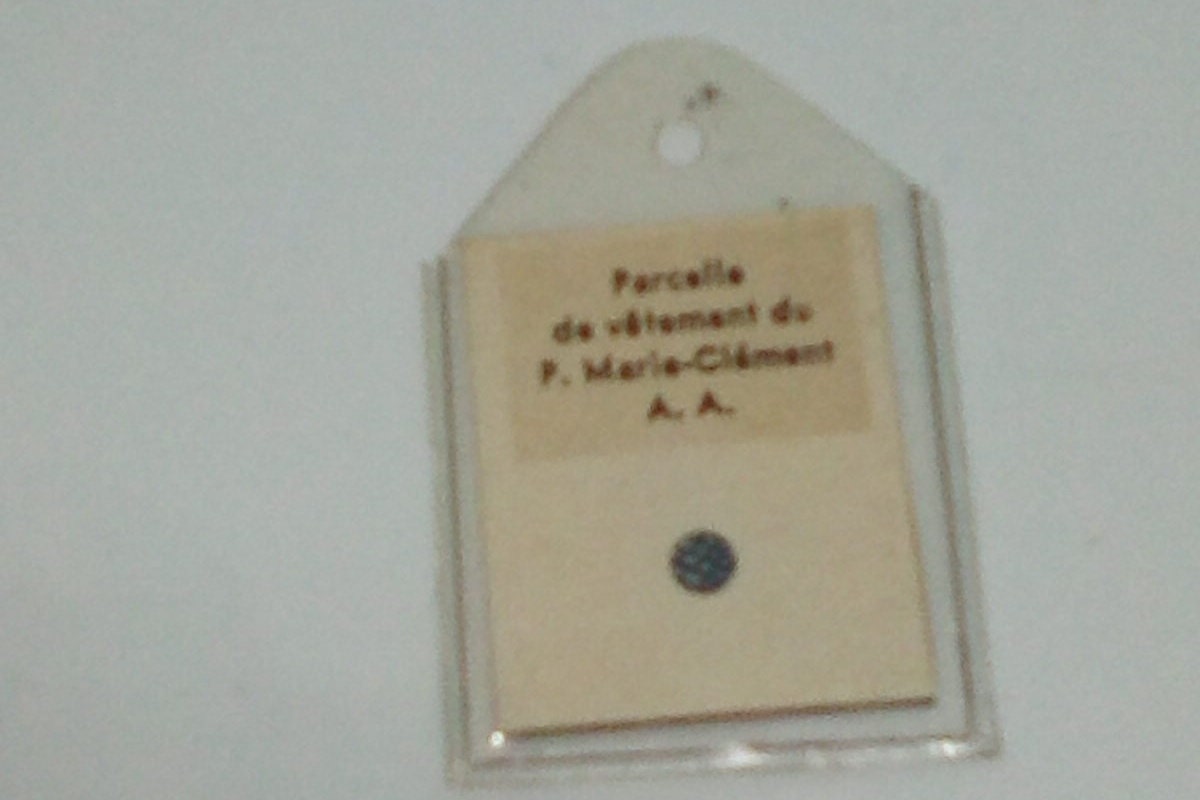 Parcelle
de vêtement du
P. Marie-Clément
A. A.